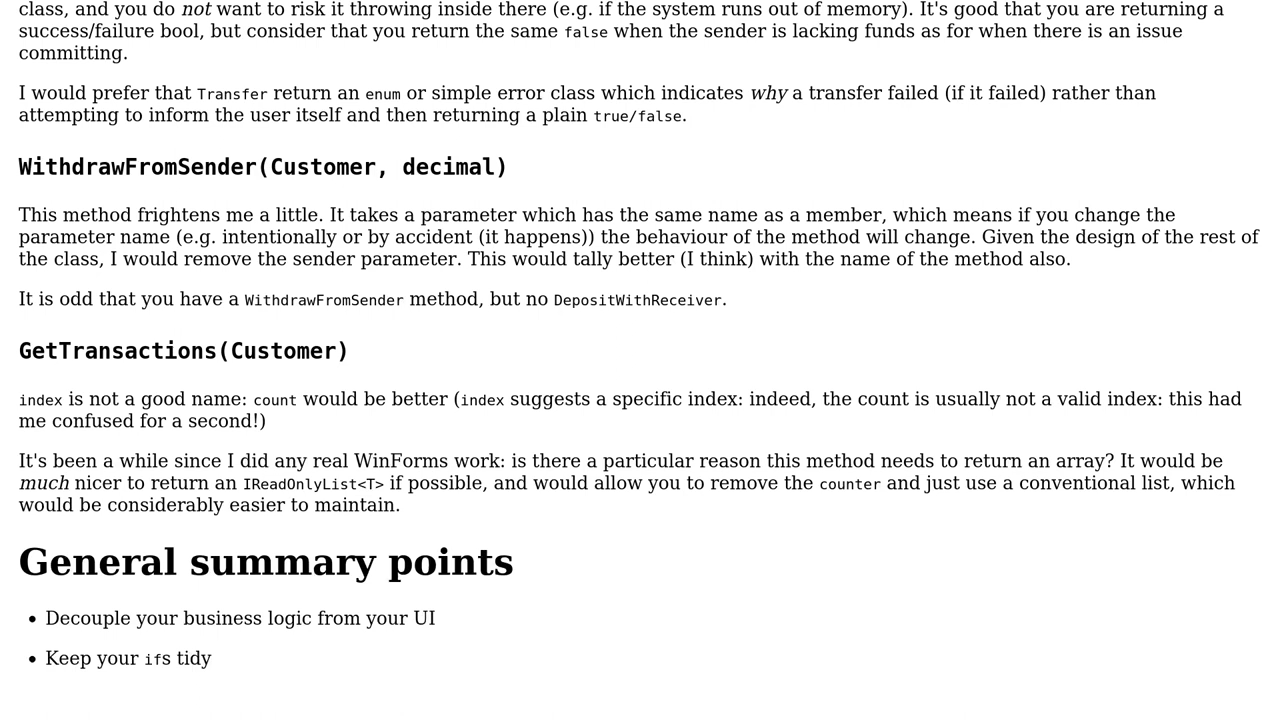 class, and you do not want to risk it throwing inside there (e.g. if the system runs out of memory). It's good that you are returning a
success/failure bool, but consider that you return the same false when the sender is lacking funds as for when there is an issue
committing.
I would prefer that Transfer return an enum or simple error class which indicates why a transfer failed (if it failed) rather than
attempting to inform the user itself and then returning a plain true/false.
WithdrawFromSender(Customer, decimal)
This method frightens me a little. It takes a parameter which has the same name as a member, which means if you change the
parameter name (e.g. intentionally or by accident (it happens)) the behaviour of the method will change. Given the design of the rest of
the class, I would remove the sender parameter. This would tally better (I think) with the name of the method also.
It is odd that you have a WithdrawFromSender method, but no DepositWithReceiver.
GetTransactions(Customer)
index is not a good name: count would be better (index suggests a specific index: indeed, the count is usually not a valid index: this had
me confused for a second!)
It's been a while since I did any real WinForms work: is there a particular reason this method needs to return an array? It would be
much nicer to return an IReadOnlyList<T> if possible, and would allow you to remove the counter and just use a conventional list, which
would be considerably easier to maintain.
General summary points
• Decouple your business logic from your UI
• Keep your ifs tidy